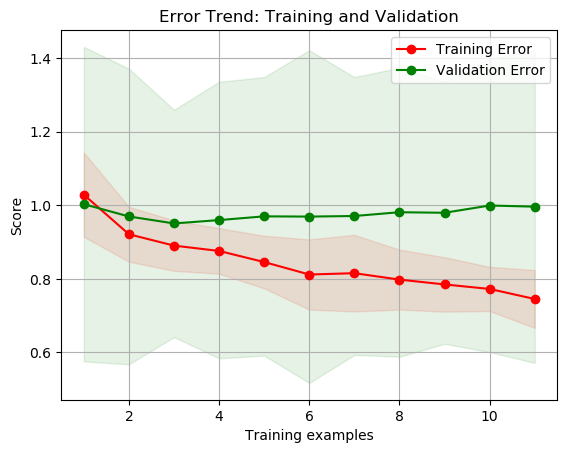 Error Trend: Training and Validation
Training Error
Validation Error
1.4
1.2
1.0
0.8
0.6
Score
2 4 6 8 10
Training examples